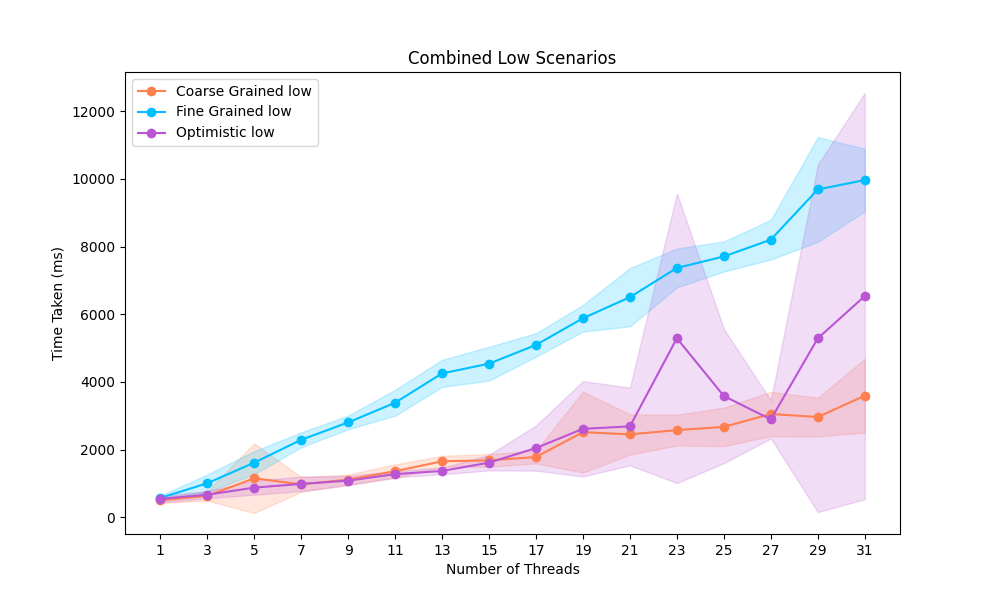 Combined Low Scenarios
Coarse Grained low
Fine Grained low
Optimistic low
Time Taken (ms)
12000
10000
8000
6000
4000
2000
0
1 3 5 7 9 11 13 15 17 19 21 23 25 27 29 31
Number of Threads